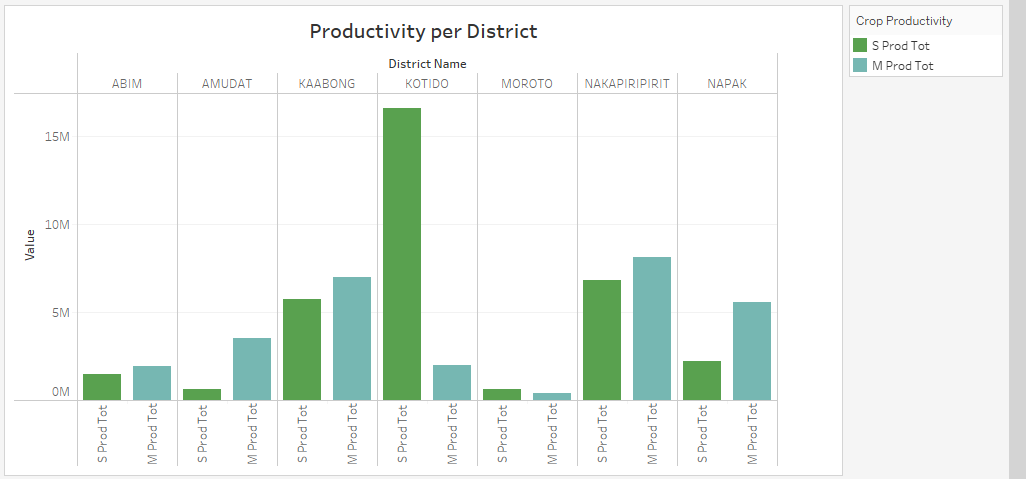 Productivity per District
District Name
ABIM AMUDAT KAABONG KOTIDO MOROTO NAKAPIRIPIRIT NAPAK
15M
10M
5M
0M
Value
S Prod Tot M Prod Tot S Prod Tot M Prod Tot S Prod Tot M Prod Tot S Prod Tot M Prod Tot S Prod Tot M Prod Tot S Prod Tot M Prod Tot S Prod Tot M Prod Tot
Crop Productivity
S Prod Tot
M Prod Tot